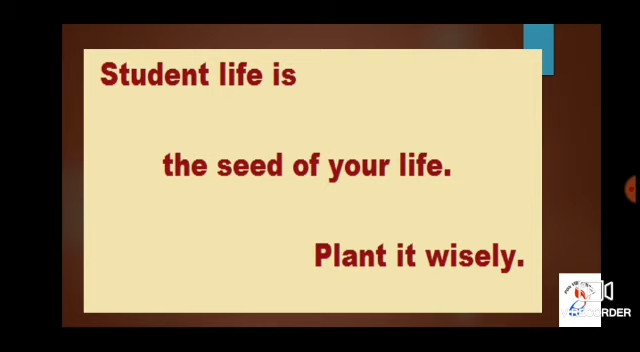 Student life is
the seed of your life.
Plant it wisely.